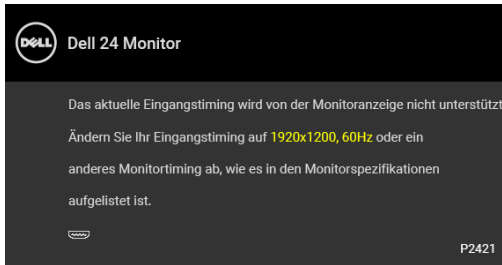 DELL
Dell 24 Monitor
Das aktuelle Eingangstiming wird von der Monitoranzeige nicht unterstützt
Ändern Sie Ihr Eingangstiming auf 1920x1200, 60Hz oder ein
anderes Monitortiming ab, wie es in den Monitorspezifikationen
aufgelistet ist.
P2421